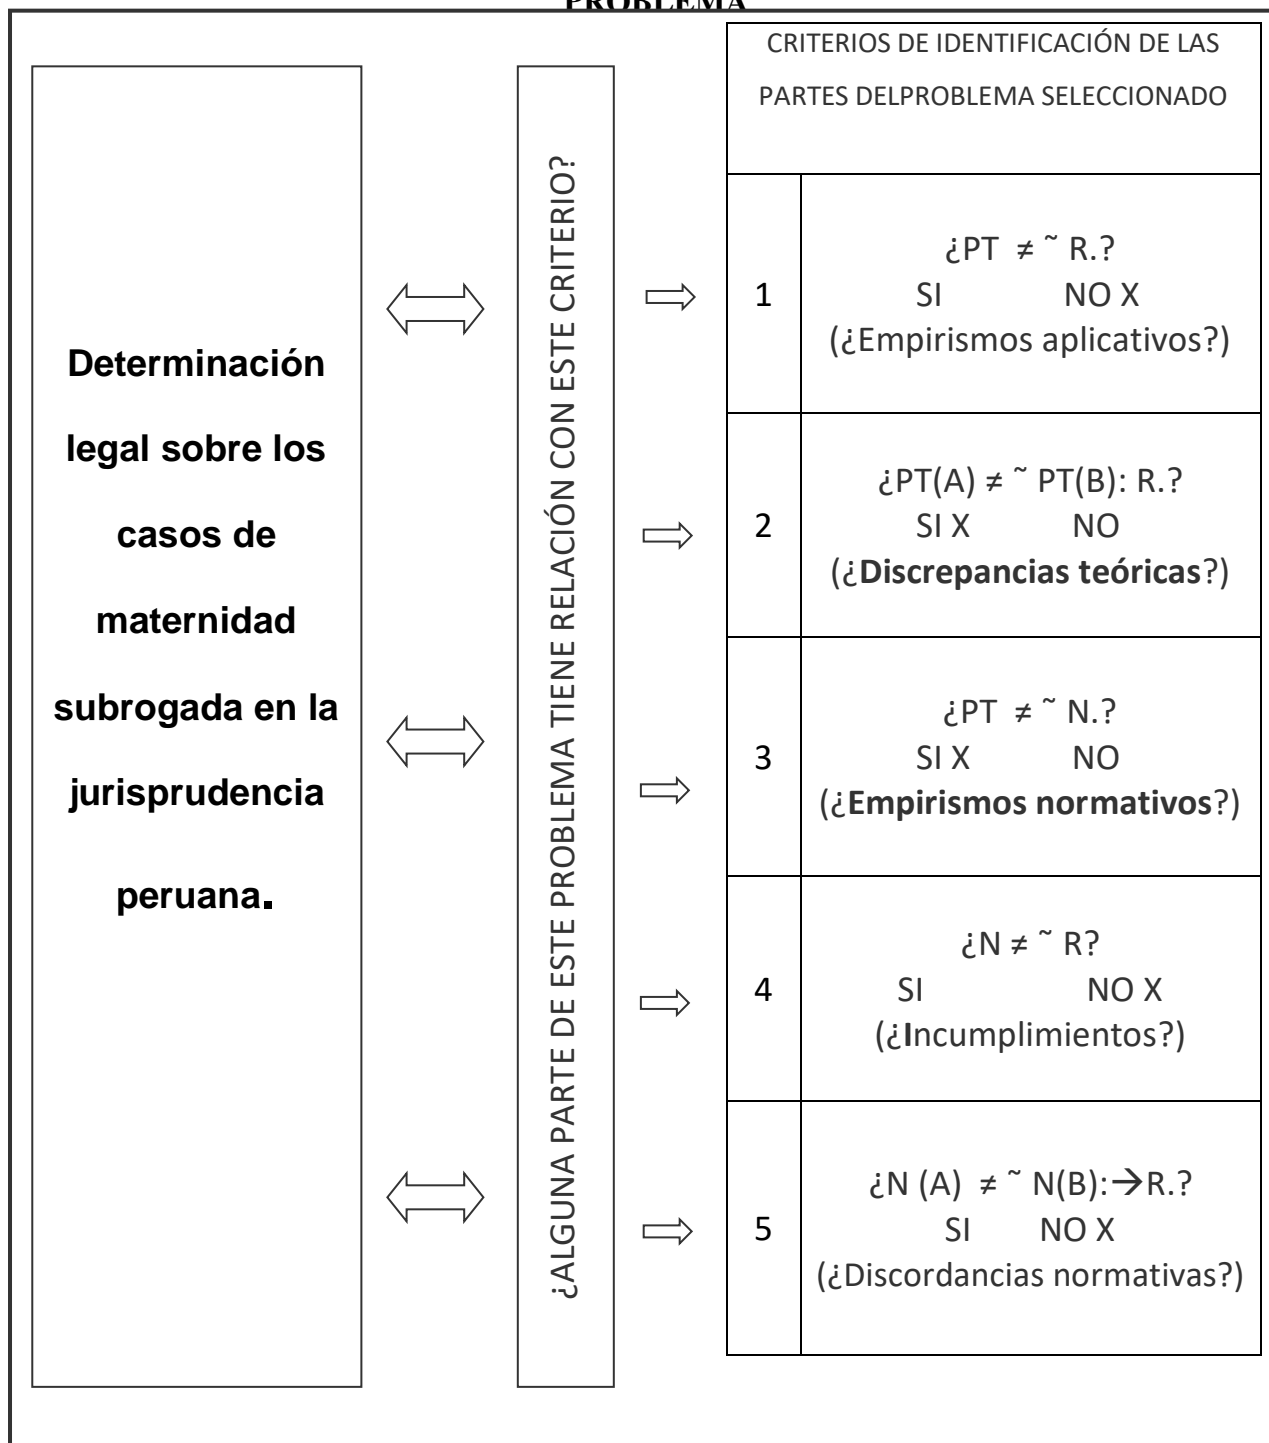 PROBLEMA
Determinación
legal sobre los
casos de
maternidad
subrogada en la
jurisprudencia
peruana.
¿ALGUNA PARTE DE ESTE PROBLEMA TIENE RELACIÓN CON ESTE CRITERIO?
CRITERIOS DE IDENTIFICACIÓN DE LAS
PARTES DELPROBLEMA SELECCIONADO
1
¿PT ≠ ˜ R.?
SI NO X
(¿Empirismos aplicativos?)
2
¿PT(A) ≠ ˜ PT(B): R.?
SI X NO
(¿Discrepancias teóricas?)
3
¿PT ≠ ˜ N.?
SI X NO
(¿Empirismos normativos?)
4
¿N ≠ ˜ R?
SI NO X
(¿Incumplimientos?)
5
¿N (A) ≠ ˜ N(B):→R.?
SI NO X
(¿Discordancias normativas?)